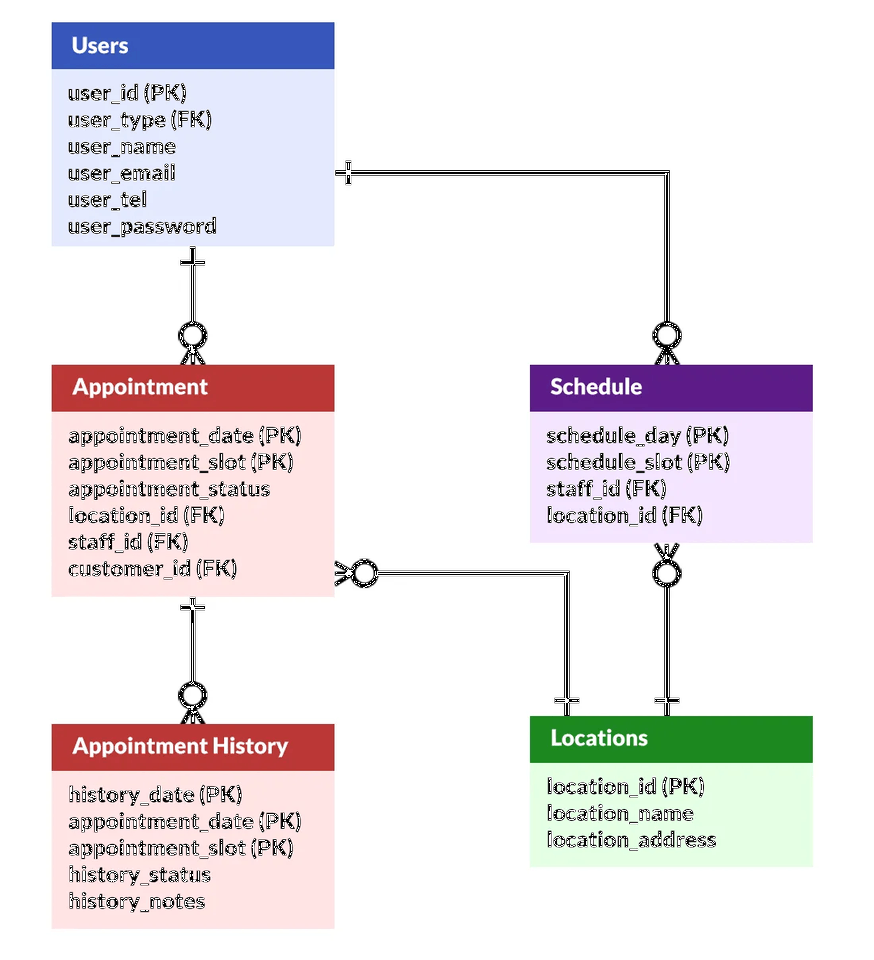 Users
user_id (PK)
user_type (FK)
user_name
user_email
user_tel
user_password
Appointment
appointment_date (PK)
appointment_slot (PK)
appointment_status
location_id (FK)
staff_id (FK)
customer_id (FK)
Schedule
schedule_day (PK)
schedule_slot (PK)
staff_id (FK)
location_id (FK)
Appointment History
history_date (PK)
appointment_date (PK)
appointment_slot (PK)
history_status
history_notes
Locations
location_id (PK)
location_name
location_address